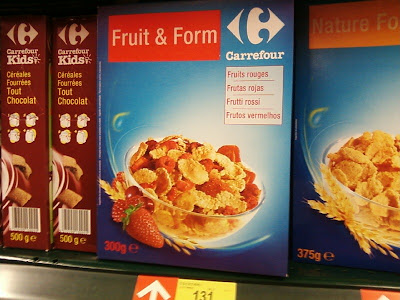 Carrefour
Kids
Céréales
Fourrées
Tout
Chocolat
500 g e
Carrefour
Kids
Céréales
Fourrées
Tout
Chocolat
500 g e
Fruit & Form
Carrefour
Fruits rouges
Frutas rojas
Frutti rossi
Frutos vermelhos
300g e
Nature Fo
375g e
131